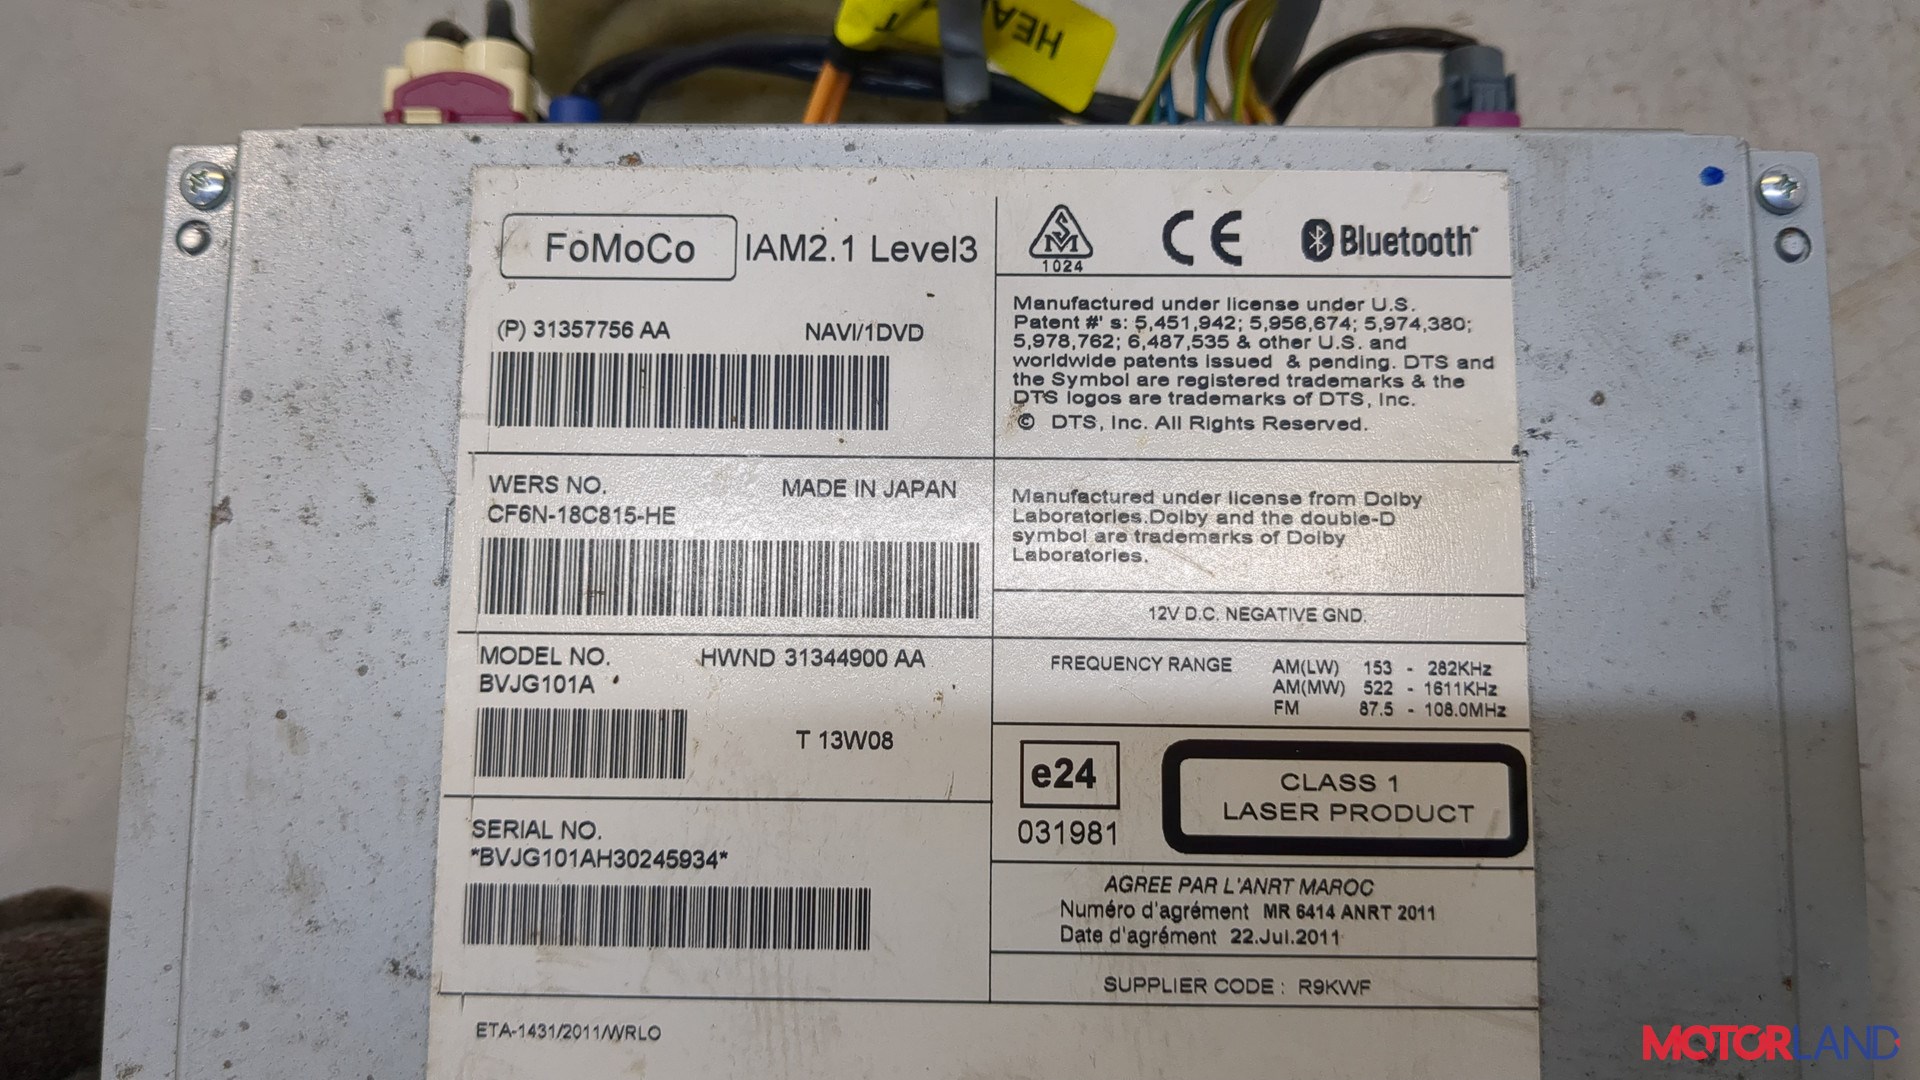 HEAT
FoMoCo
IAM2.1 Level3
(P) 31357756 AA
NAVI/1DVD
WERS NO.
MADE IN JAPAN
CF6N-18C815-HE
MODEL NO.
HWND 31344900 AA
BVJG101A
T 13W08
SERIAL NO.
*BVJG101AH30245934*
ETA-1431/2011/WRLO
SM
1024
CE
Bluetooth
Manufactured under license under U.S.
Patent #' s: 5,451,942; 5,956,674; 5,974,380;
5,978,762; 6,487,535 & other U.S. and
worldwide patents issued & pending. DTS and
the Symbol are registered trademarks & the
DTS logos are trademarks of DTS, Inc.
© DTS, Inc. All Rights Reserved.
Manufactured under license from Dolby
Laboratories.Dolby and the double-D
symbol are trademarks of Dolby
Laboratories.
12V D.C. NEGATIVE GND.
FREQUENCY RANGE AM(LW) 153 - 282KHz
AM(MW) 522 - 1611KHz
FM 87.5 - 108.0MHz
e24
031981
CLASS 1
LASER PRODUCT
AGREE PAR L'ANRT MAROC
Numéro d'agrément MR 6414 ANRT 2011
Date d'agrément 22.Jul.2011
SUPPLIER CODE : R9KWF
MOTORLAND